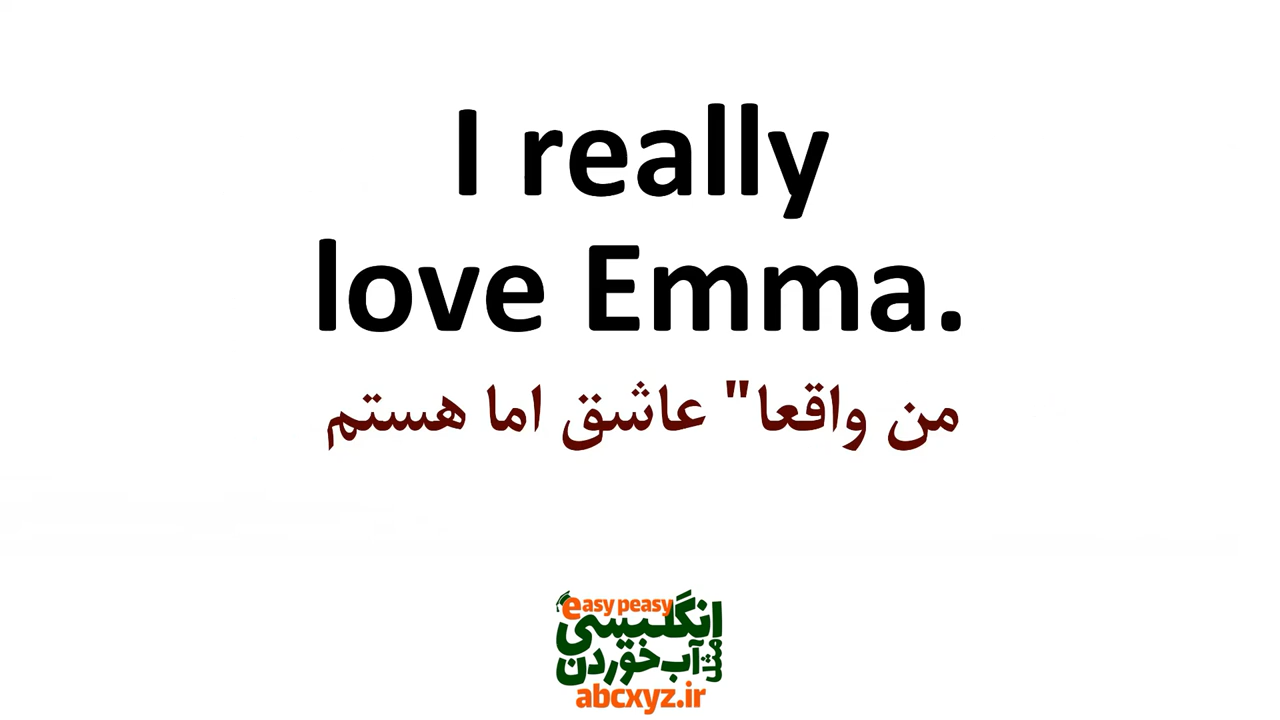 I really
love Emma.
من واقعا" عاشق اما هستم
easy peasy
انگلیسی
مثل آب خوردن
abcxyz.ir